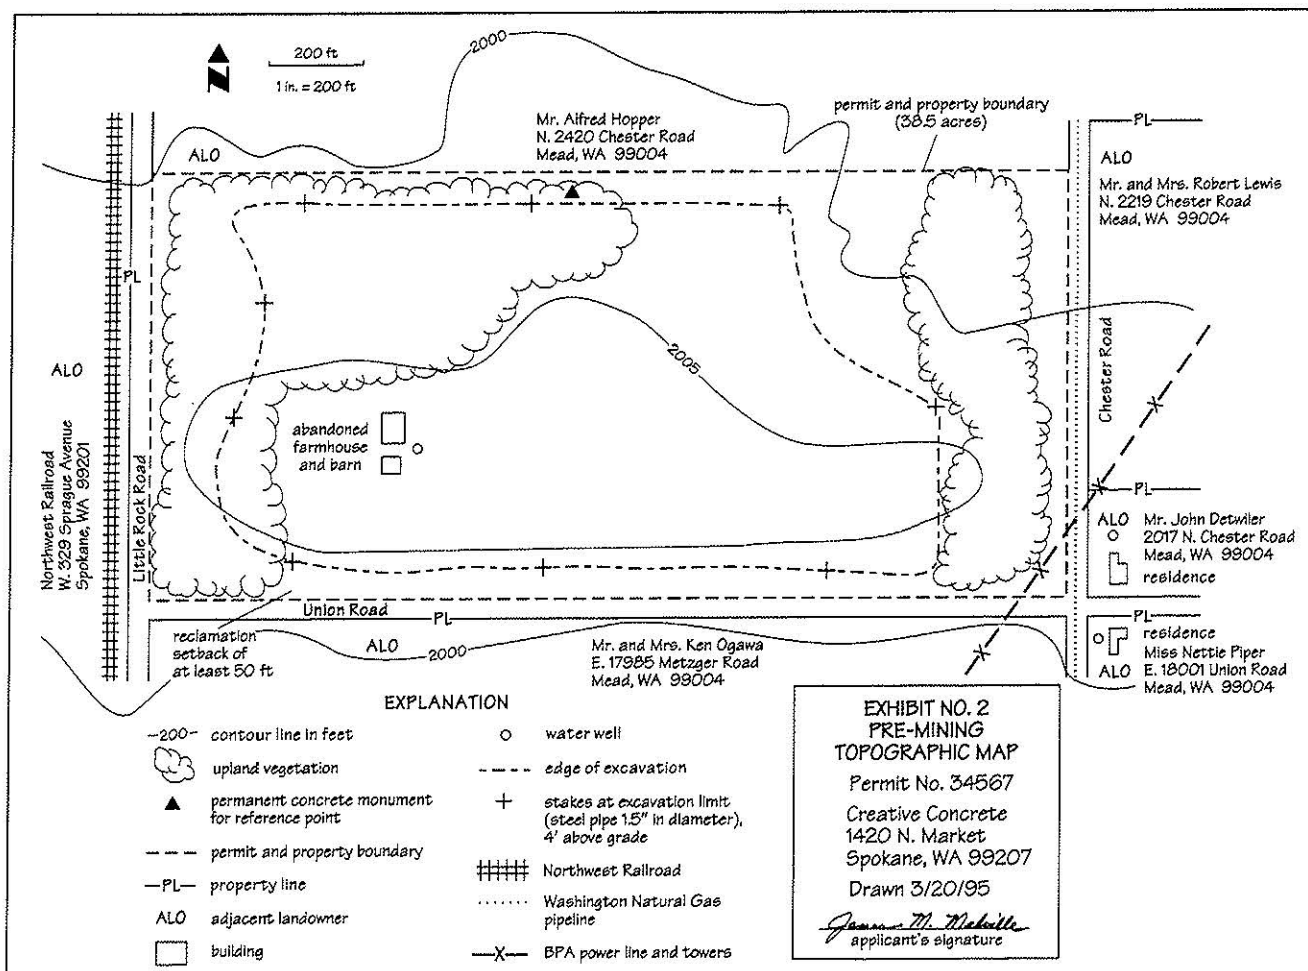 N
200 ft
1 in. = 200 ft
2000
permit and property boundary
(38.5 acres)
Mr. Alfred Hopper
N. 2420 Chester Road
Mead, WA 99004
ALO
PL
ALO
Mr. and Mrs. Robert Lewis
N. 2219 Chester Road
Mead, WA 99004
PL
ALO
Northwest Railroad
W. 329 Sprague Avenue
Spokane, WA 99201
Little Rock Road
2005
Chester Road
abandoned
farmhouse
and barn
PL
ALO Mr. John Detwiler
2017 N. Chester Road
Mead, WA 99004
residence
Union Road
PL
PL
reclamation
setback of
at least 50 ft
ALO
2000
Mr. and Mrs. Ken Ogawa
E. 17985 Metzger Road
Mead, WA 99004
residence
Miss Nettie Piper
ALO E. 18001 Union Road
Mead, WA 99004
EXPLANATION
-200- contour line in feet
upland vegetation
permanent concrete monument
for reference point
permit and property boundary
PL property line
ALO adjacent landowner
building
water well
edge of excavation
stakes at excavation limit
(steel pipe 1.5" in diameter),
4' above grade
Northwest Railroad
Washington Natural Gas
pipeline
X BPA power line and towers
EXHIBIT NO. 2
PRE-MINING
TOPOGRAPHIC MAP
Permit No. 34567
Creative Concrete
1420 N. Market
Spokane, WA 99207
Drawn 3/20/95
James M. Melville
applicant's signature